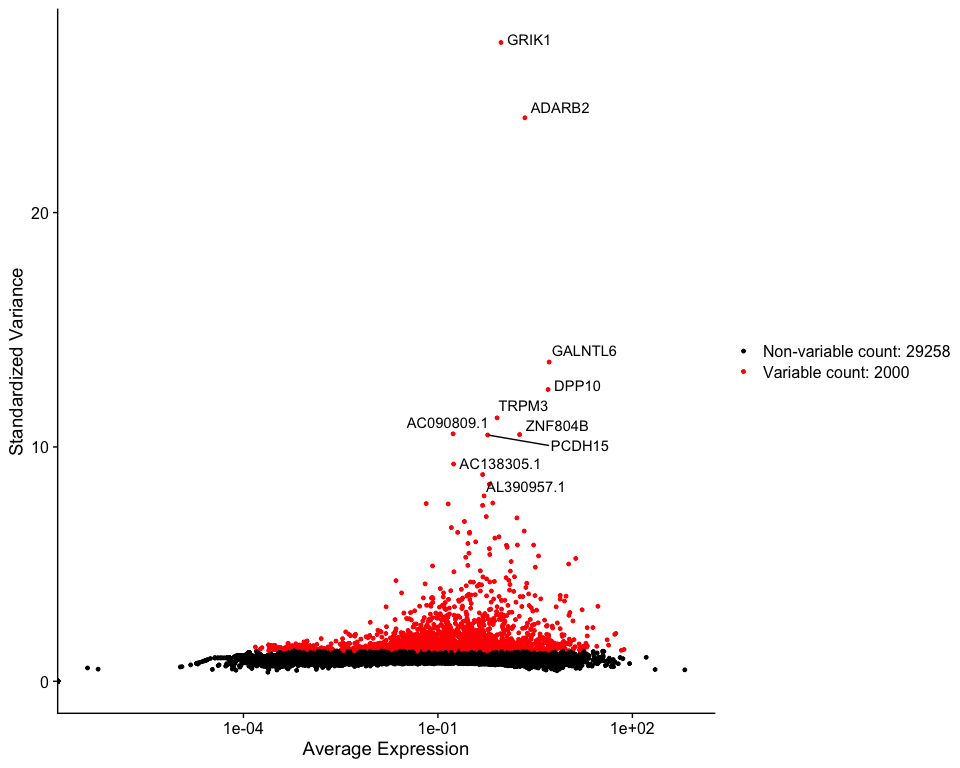 GRIK1
ADARB2
20
GALNTL6
DPP10
TRPM3
AC090809.1
ZNF804B
PCDH15
10
AC138305.1
AL390957.1
0
Standardized Variance
1e-04
1e-01
1e+02
Average Expression
Non-variable count: 29258
Variable count: 2000